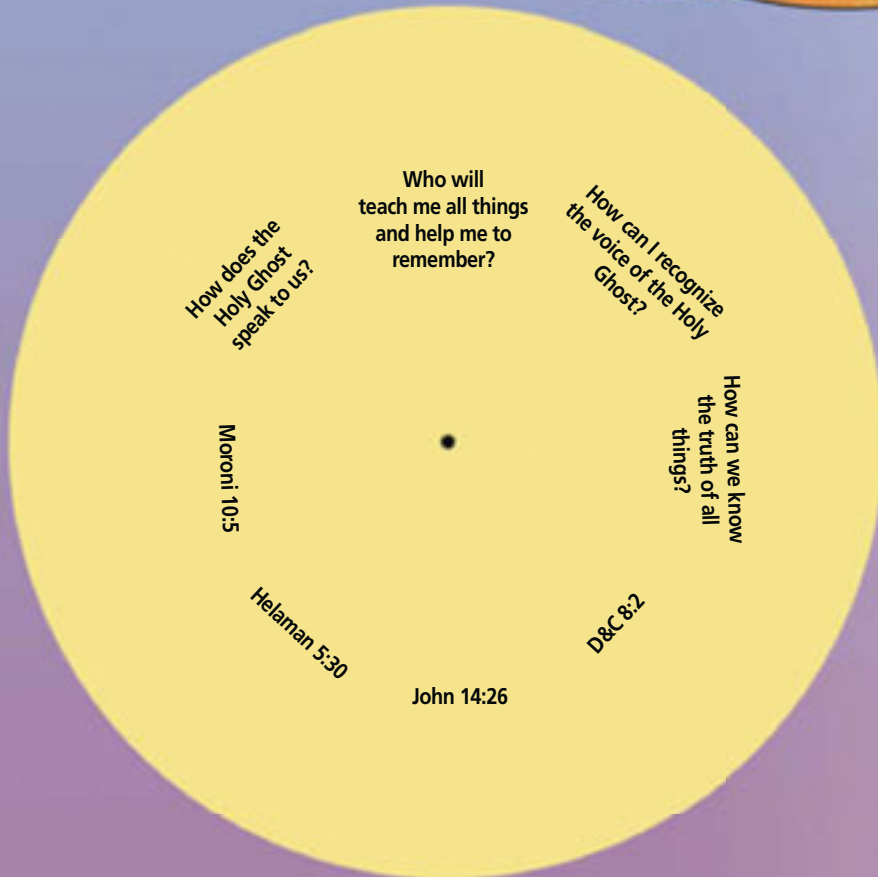 Who will
teach me all things
and help me to
remember?
How can I recognize
the voice of the Holy
Ghost?
How can we know
the truth of all
things?
D&C 8:2
John 14:26
Helaman 5:30
Moroni 10:5
How does the
Holy Ghost
speak to us?